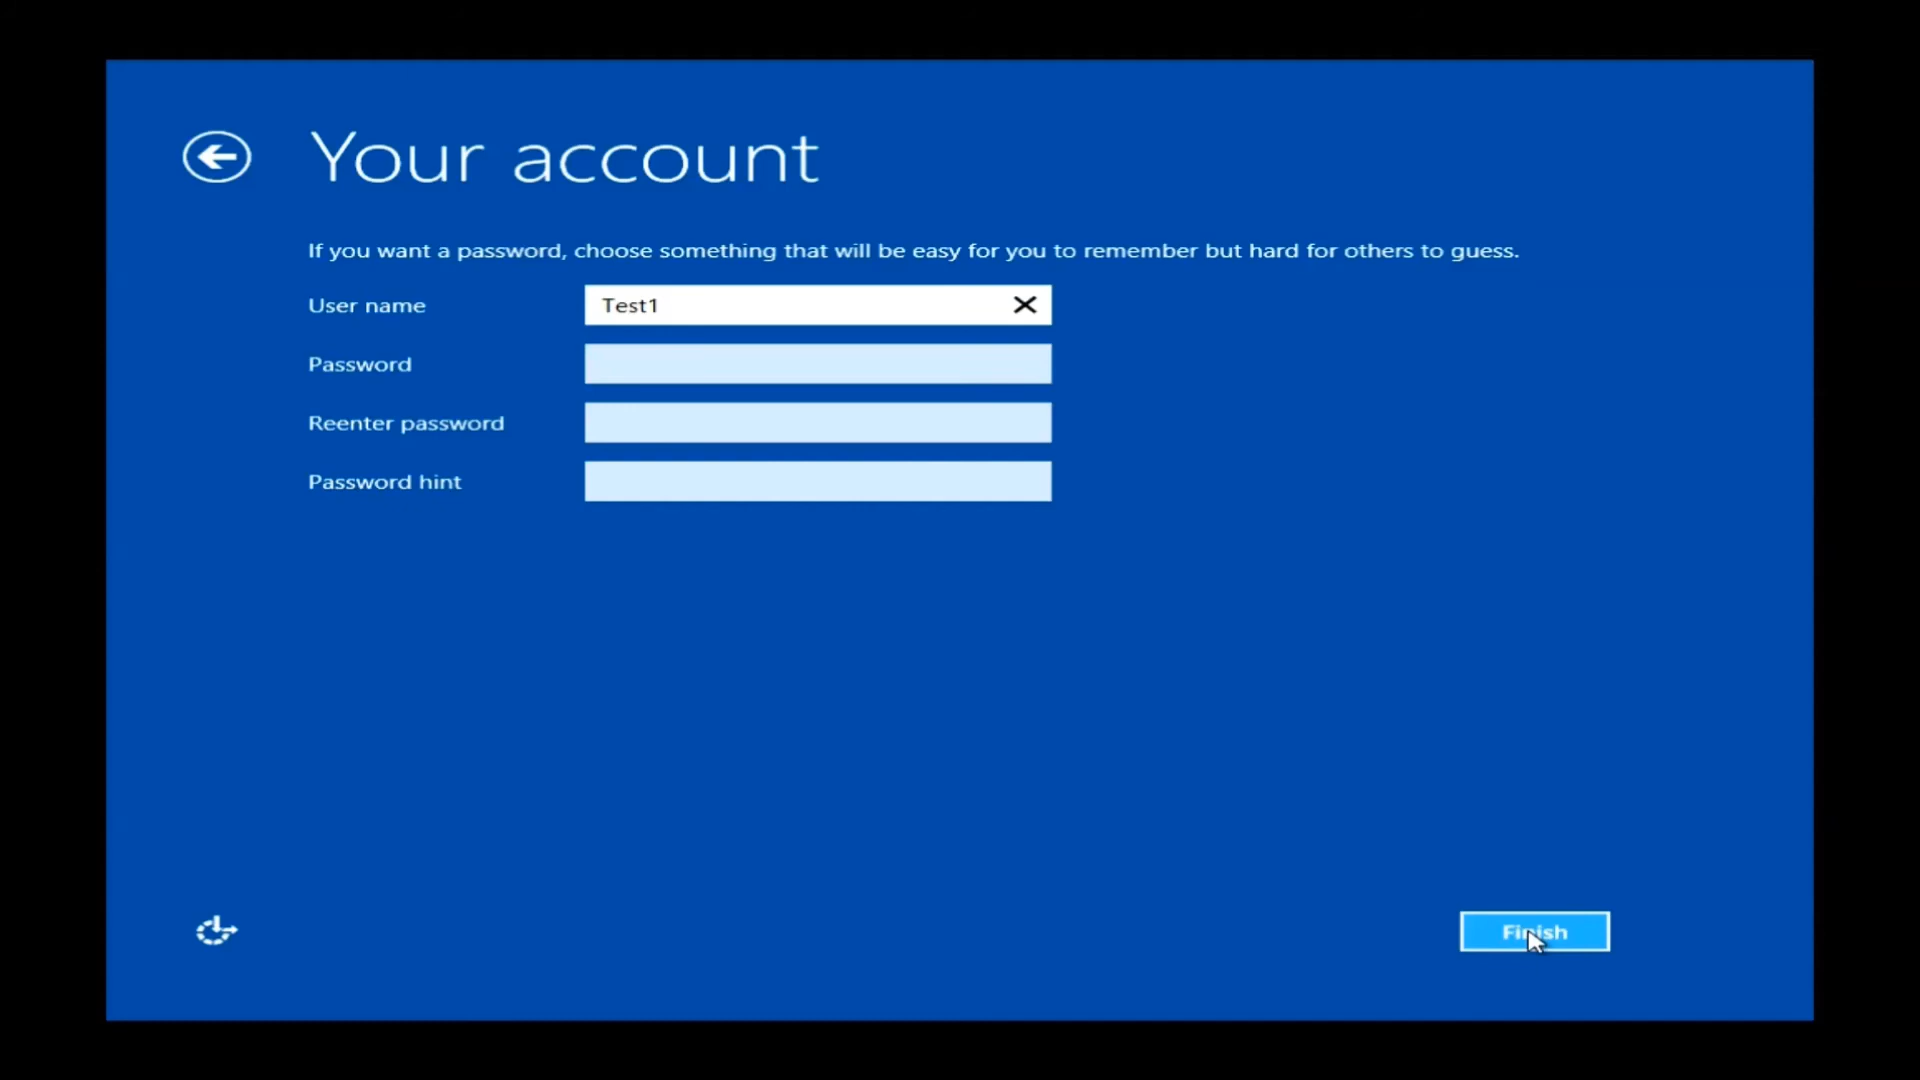 Your account
If you want a password, choose something that will be easy for you to remember but hard for others to guess.
User name
Test1
Password
Reenter password
Password hint
Finish